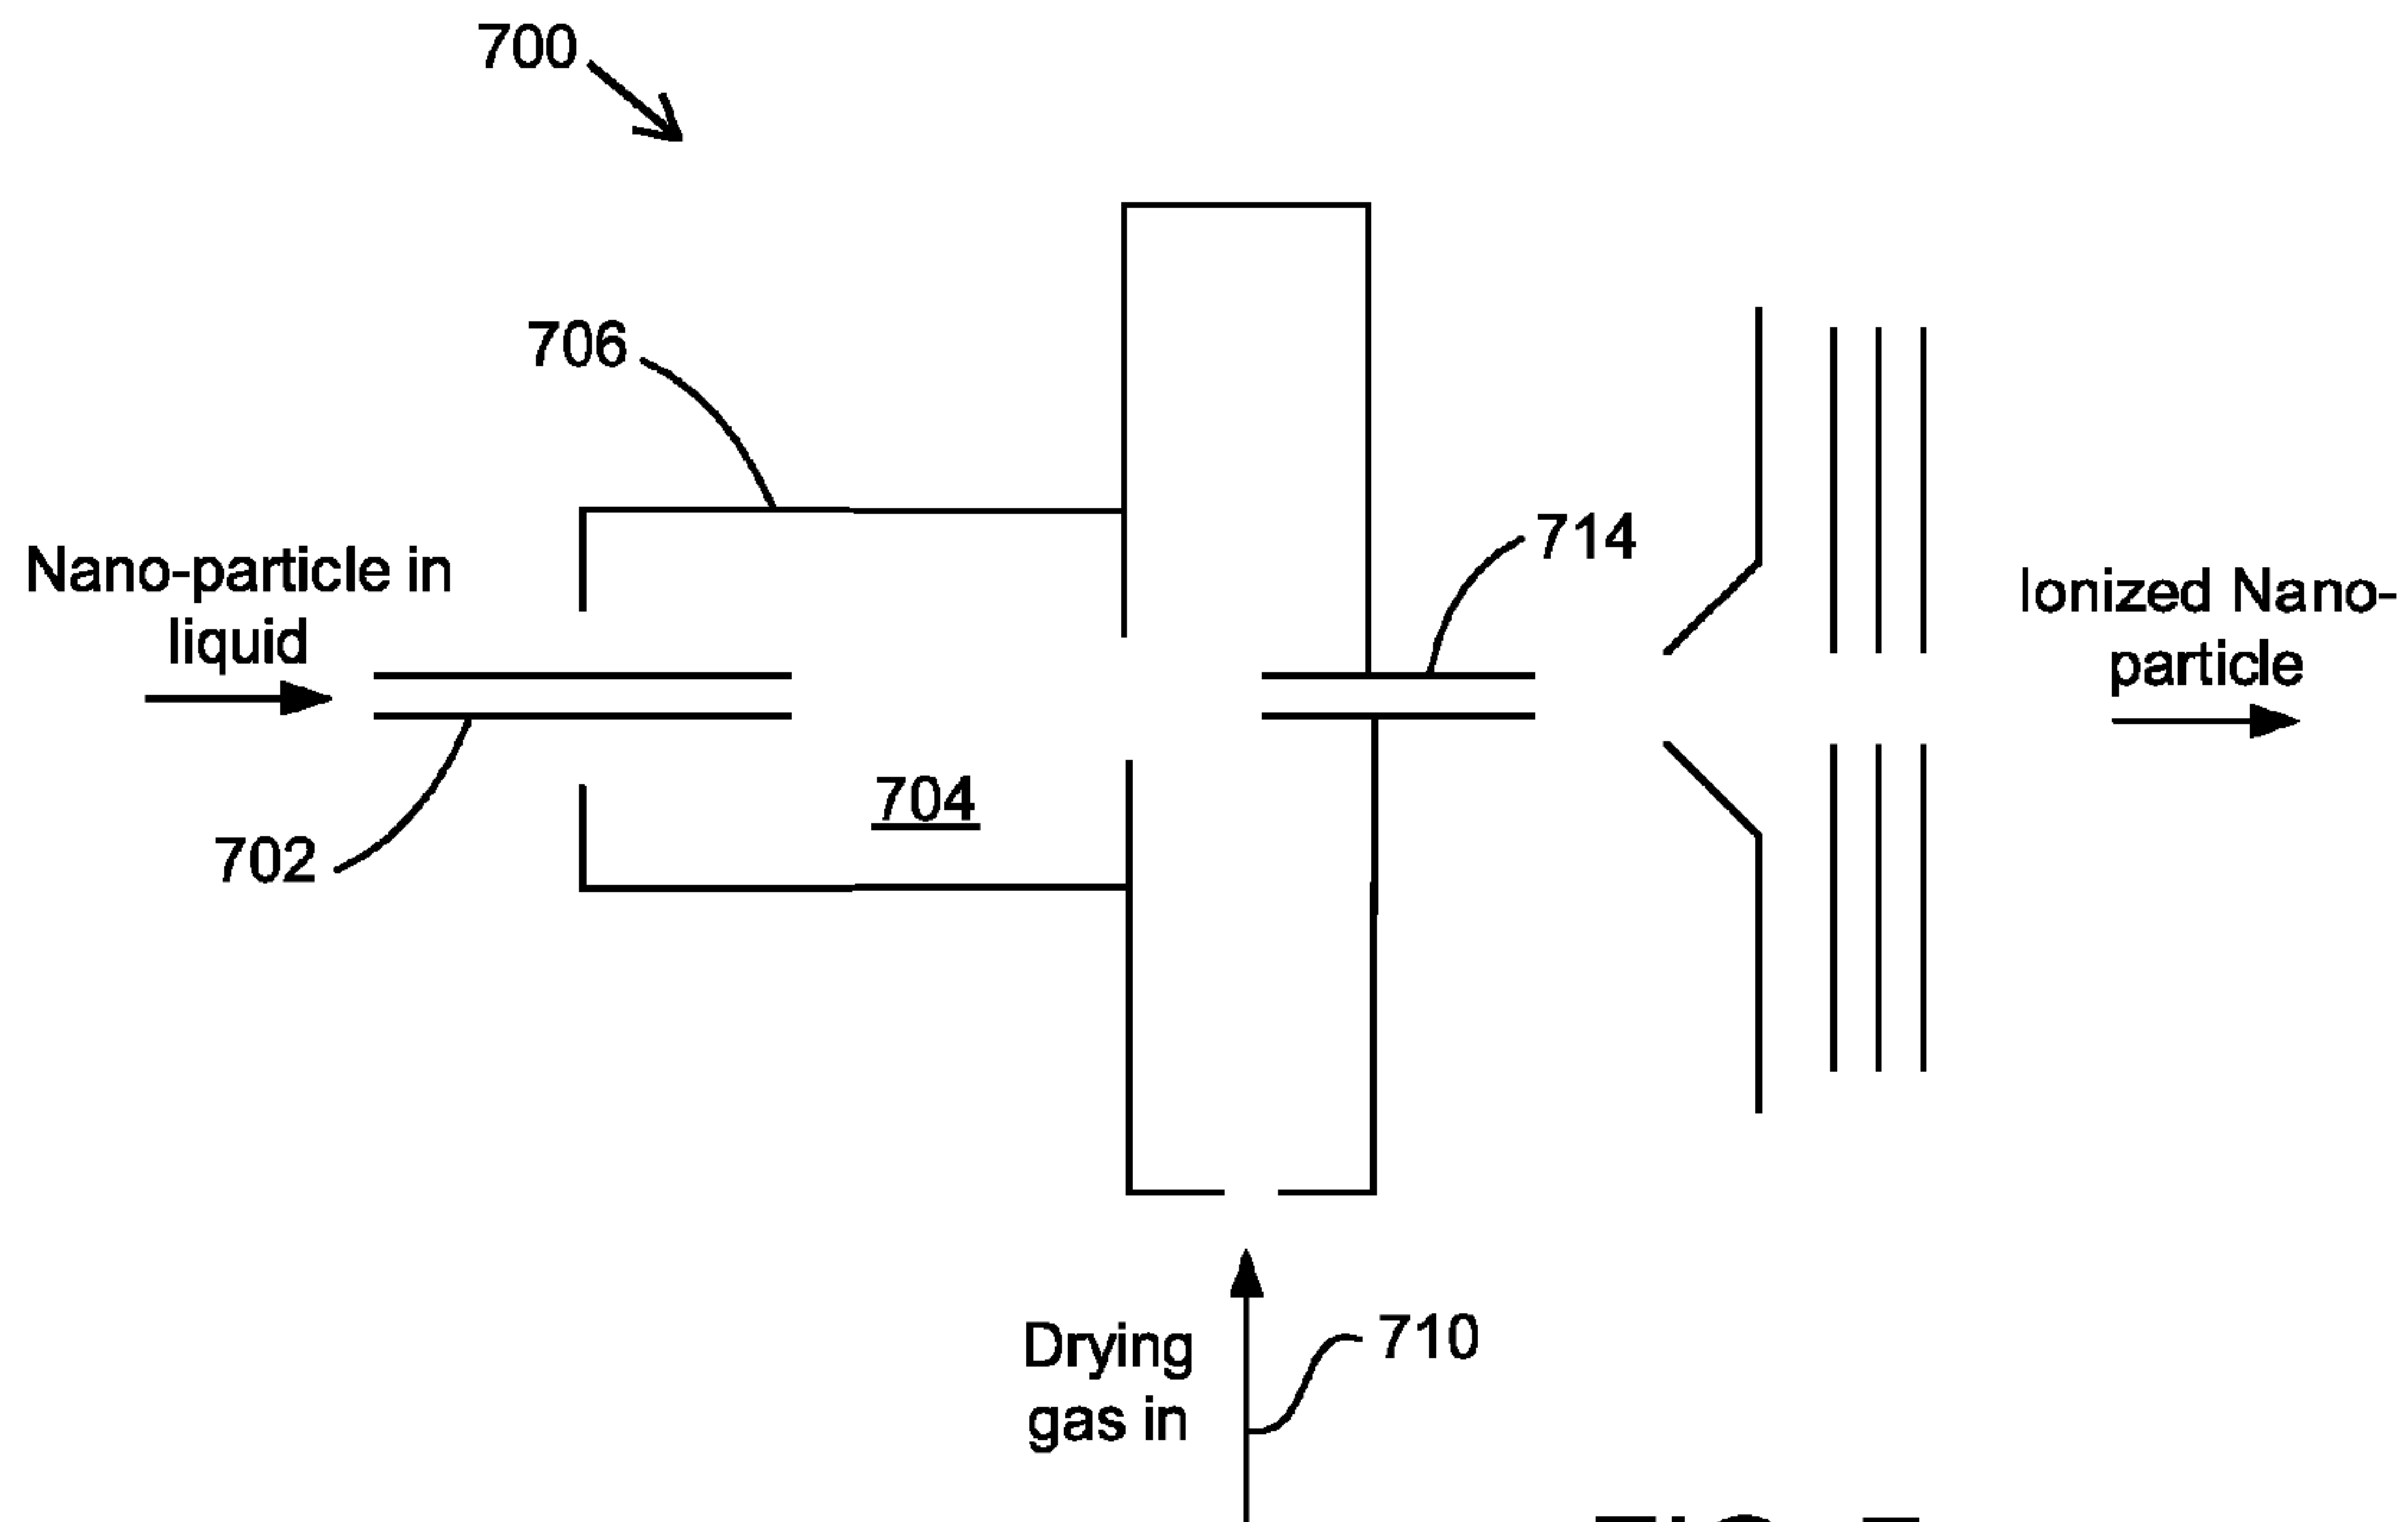 700
706
714
Nano-particle in
liquid
Ionized Nano-
particle
704
702
Drying
gas in
710